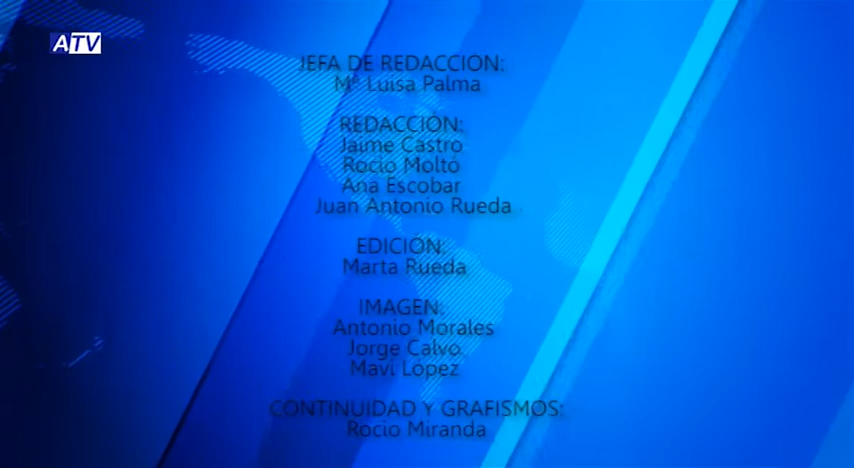 ATV
JEFA DE REDACCIÓN:
Mª Luisa Palma
REDACCIÓN:
Jaime Castro
Rocío Moltó
Ana Escobar
Juan Antonio Rueda
EDICIÓN:
Marta Rueda
IMAGEN:
Antonio Morales
Jorge Calvo
Mavi López
CONTINUIDAD Y GRAFISMOS:
Rocío Miranda